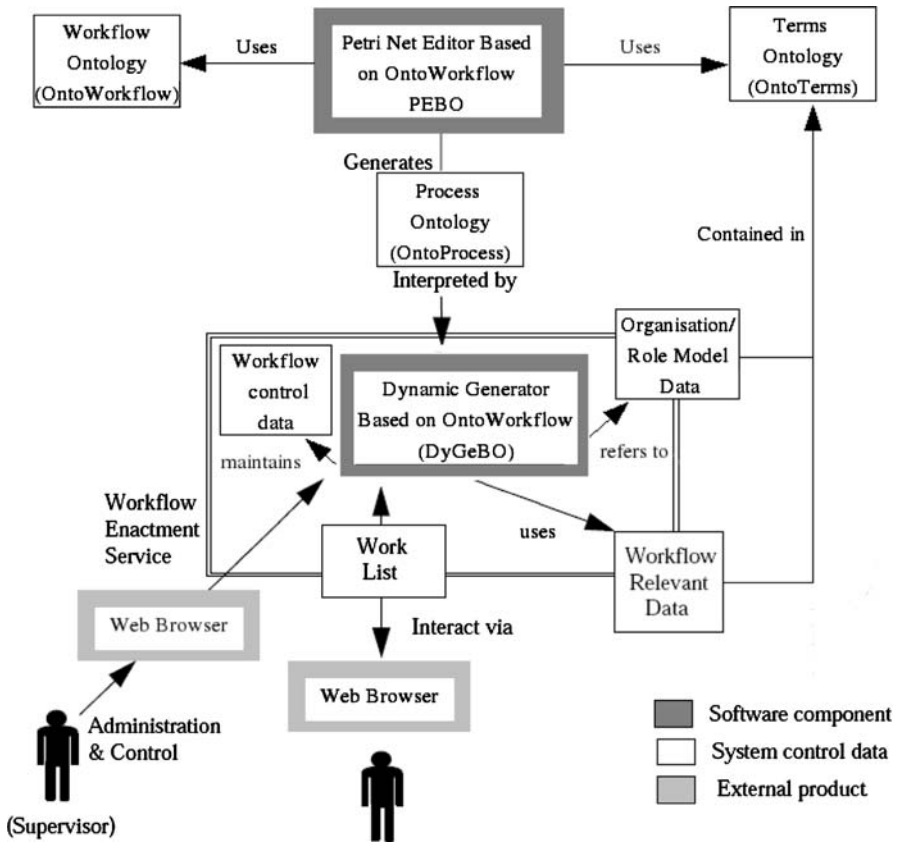 Workflow
Ontology
(OntoWorkflow)
Uses
Petri Net Editor Based
on OntoWorkflow
PEBO
Uses
Terms
Ontology
(OntoTerms)
Generates
Process
Ontology
(OntoProcess)
Contained in
Interpreted by
Organisation/
Role Model
Data
Workflow
control
data
Dynamic Generator
Based on OntoWorkflow
(DyGeBO)
maintains
refers to
Workflow
Enactment
Service
uses
Work
List
Workflow
Relevant
Data
Web Browser
Interact via
Web Browser
Administration
& Control
(Supervisor)
Software component
System control data
External product